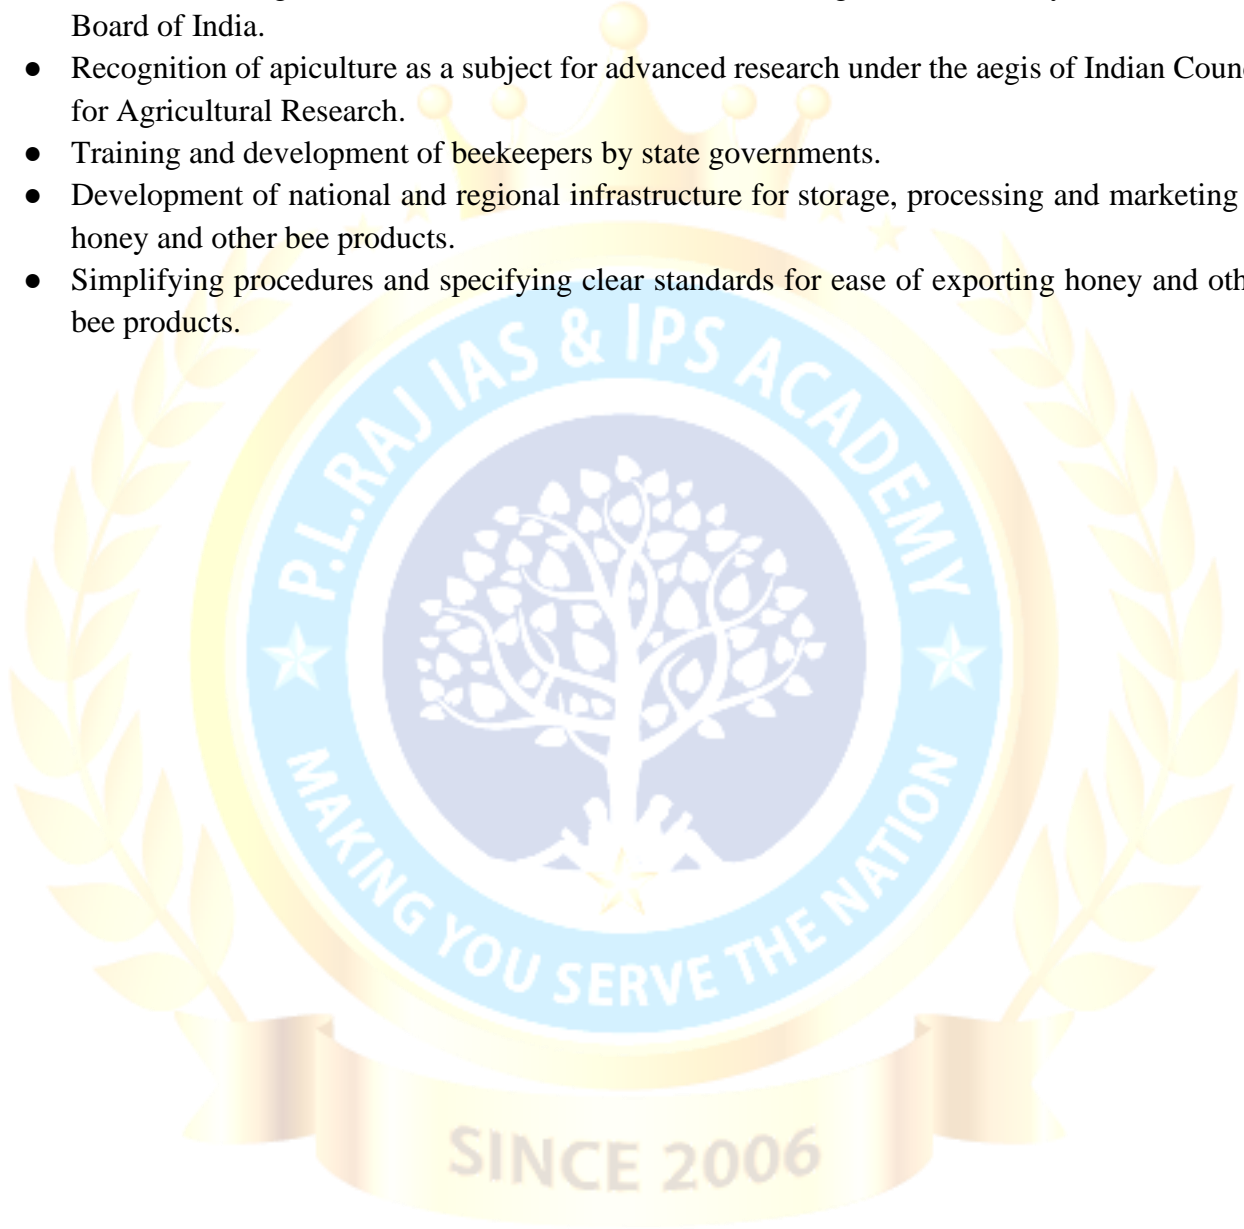 Board of India.
● Recognition of apiculture as a subject for advanced research under the aegis of Indian
for Agricultural Research.
● Training and development of beekeepers by state governments.
● Development of national and regional infrastructure for storage, processing and marketing
honey and other bee products.
● Simplifying procedures and specifying clear standards for ease of exporting honey and
bee products.
P.L.RAJ IAS & IPS ACADEMY
MAKING YOU SERVE THE NATION
SINCE 2006